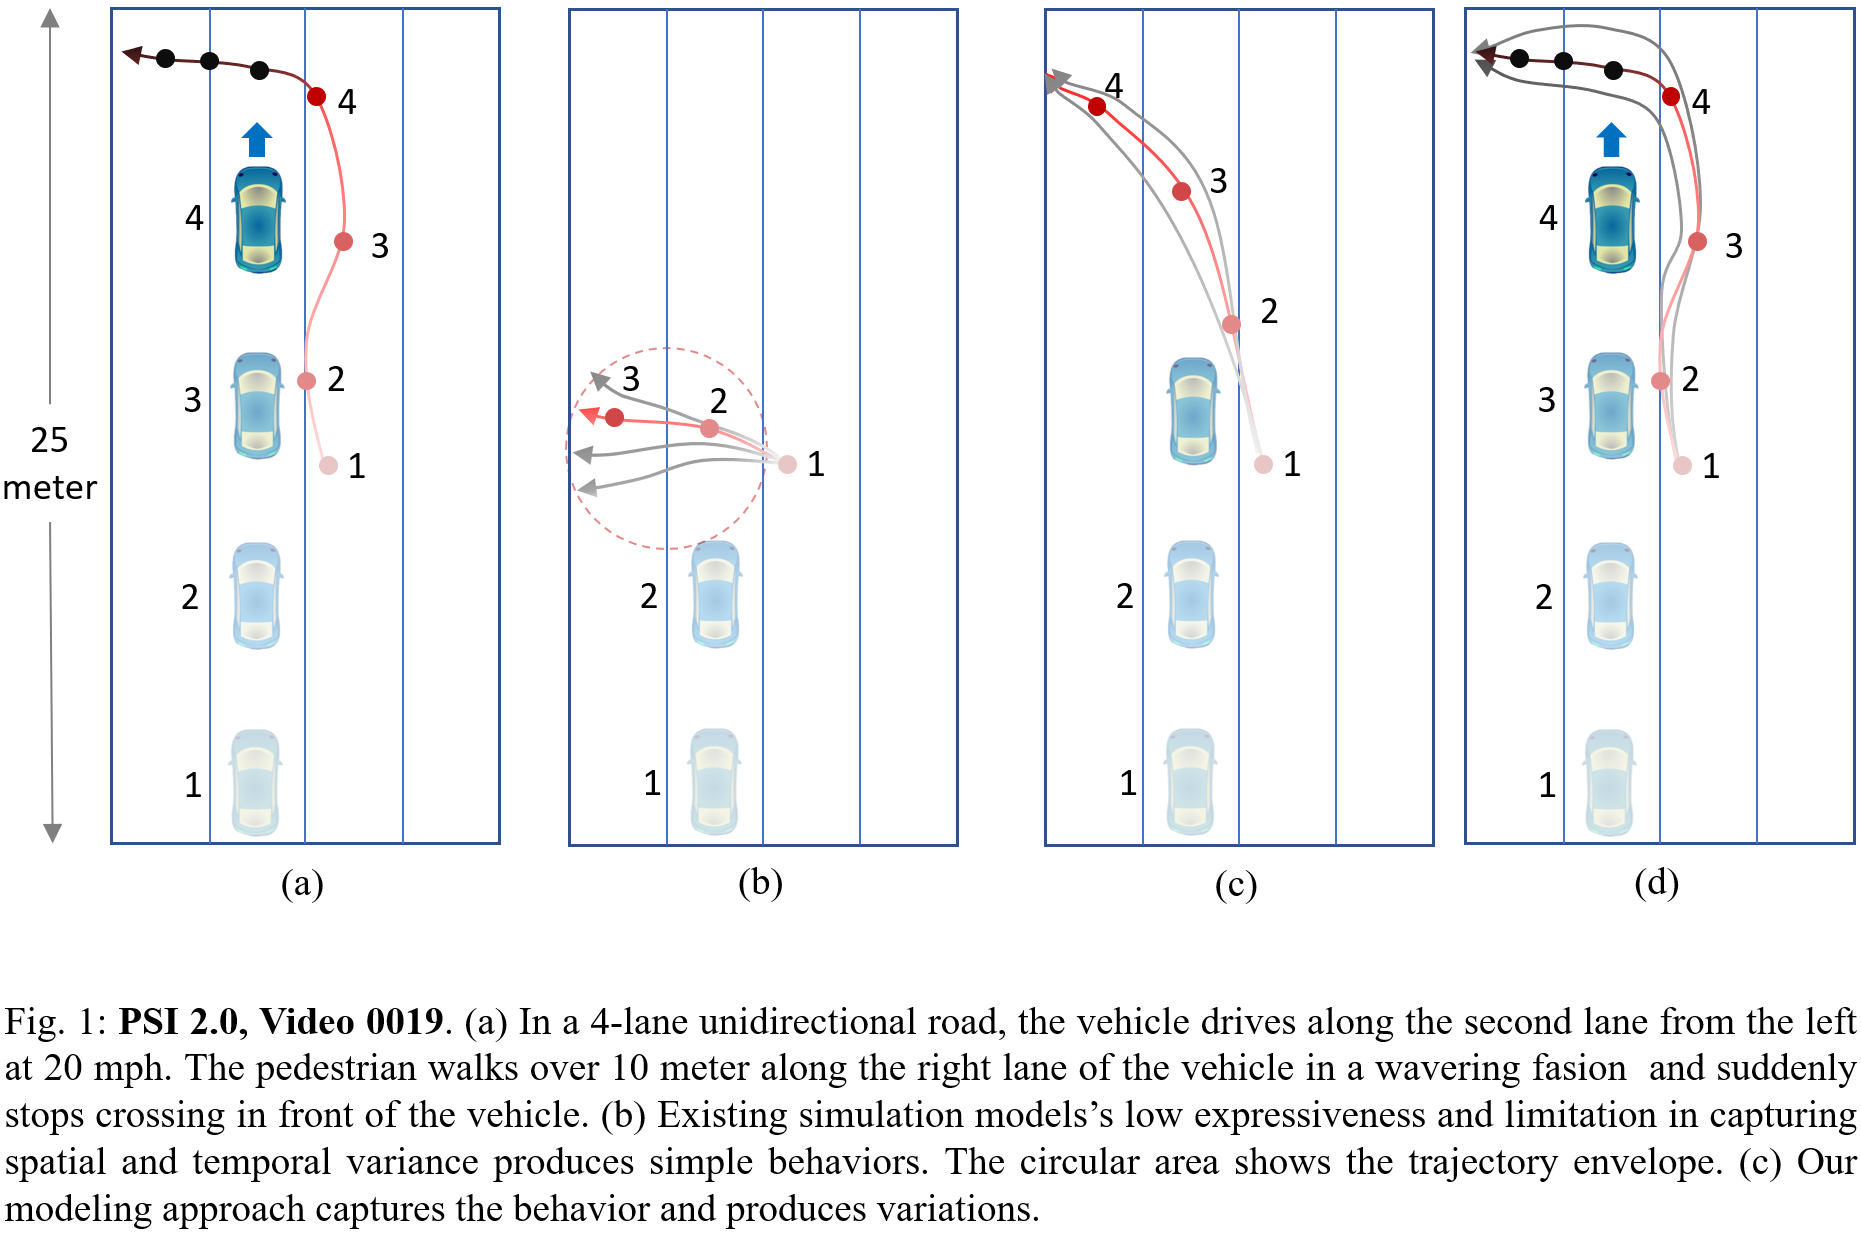 25
meter
4
3
2
1
4
3
2
1
(a)
3
2
1
2
1
(b)
4
3
2
1
2
1
(c)
4
3
2
1
4
3
2
1
(d)
Fig. 1: PSI 2.0, Video 0019. (a) In a 4-lane unidirectional road, the vehicle drives along the second lane from the left
at 20 mph. The pedestrian walks over 10 meter along the right lane of the vehicle in a wavering fasion and suddenly
stops crossing in front of the vehicle. (b) Existing simulation models’s low expressiveness and limitation in capturing
spatial and temporal variance produces simple behaviors. The circular area shows the trajectory envelope. (c) Our
modeling approach captures the behavior and produces variations.